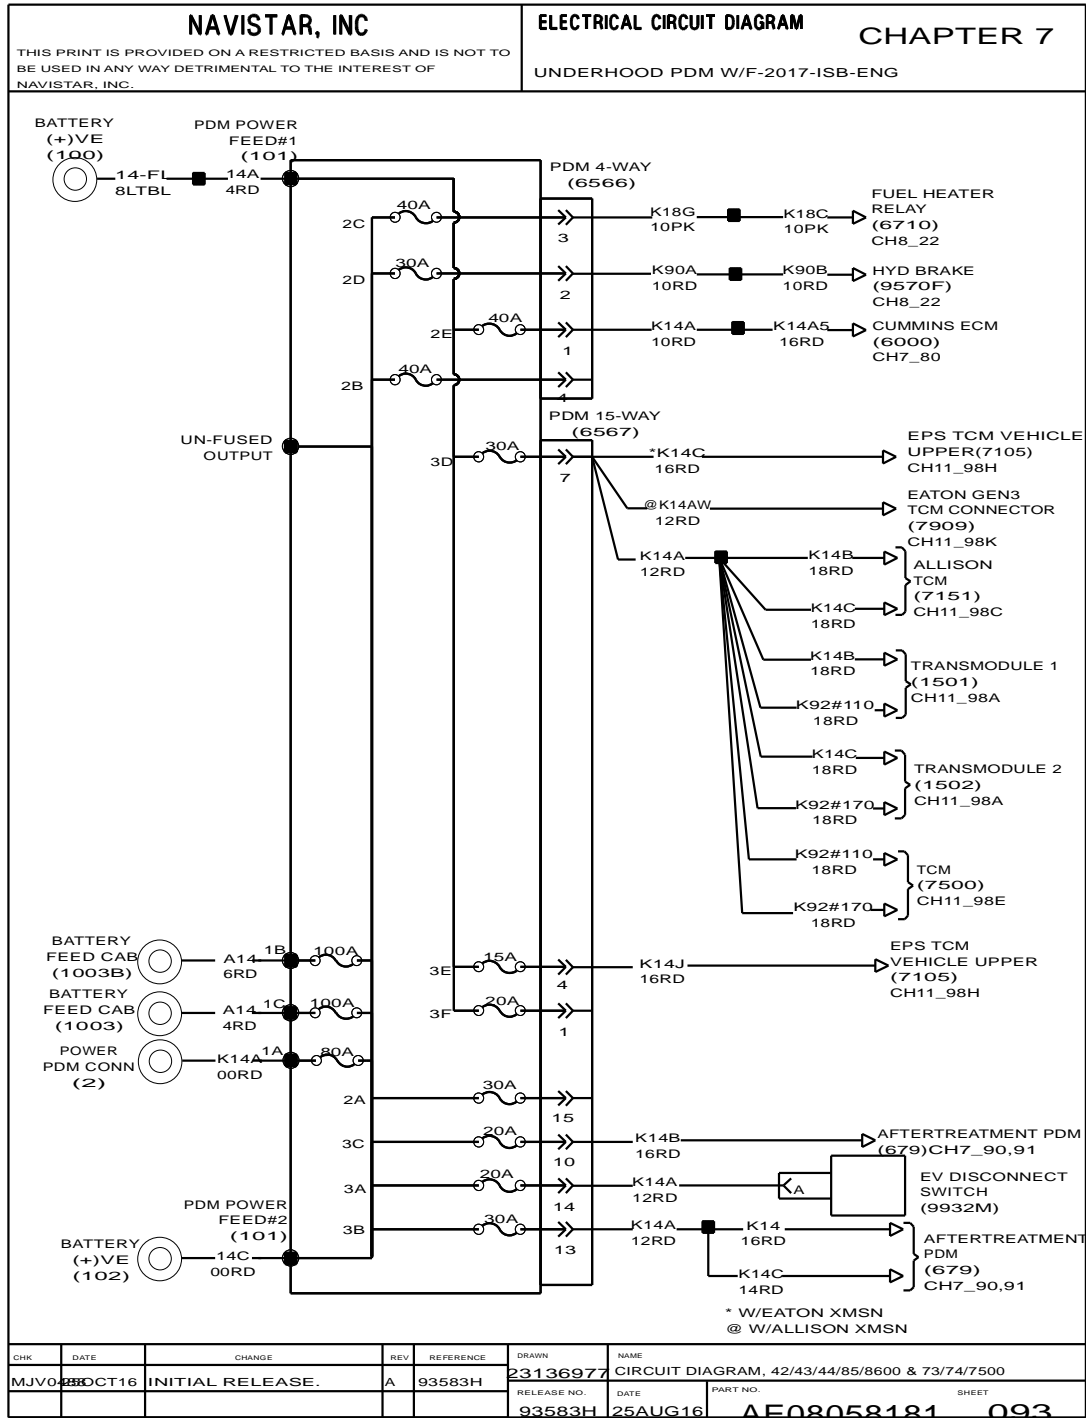 NAVISTAR, INC
THIS PRINT IS PROVIDED ON A RESTRICTED BASIS AND IS NOT TO
BE USED IN ANY WAY DETRIMENTAL TO THE INTEREST OF
NAVISTAR, INC.
ELECTRICAL CIRCUIT DIAGRAM
CHAPTER 7
UNDERHOOD PDM W/F-2017-ISB-ENG
BATTERY
(+)VE
(100)
14-FL
8LTBL
PDM POWER
FEED#1
(101)
14A
4RD
PDM 4-WAY
(6566)
2C
40A
3
K18G
10PK
K18C
10PK
FUEL HEATER
RELAY
(6710)
CH8_22
2D
30A
2
K90A
10RD
K90B
10RD
HYD BRAKE
(9570F)
CH8_22
2E
40A
1
K14A
10RD
K14A5
16RD
CUMMINS ECM
(6000)
CH7_80
2B
40A
4
UN-FUSED
OUTPUT
PDM 15-WAY
(6567)
3D
30A
7
*K14C
16RD
EPS TCM VEHICLE
UPPER(7105)
CH11_98H
@K14AW
12RD
EATON GEN3
TCM CONNECTOR
(7909)
CH11_98K
K14A
12RD
K14B
18RD
K14C
18RD
ALLISON
TCM
(7151)
CH11_98C
K14B
18RD
K92#110
18RD
TRANSMODULE 1
(1501)
CH11_98A
K14C
18RD
K92#170
18RD
TRANSMODULE 2
(1502)
CH11_98A
K92#110
18RD
K92#170
18RD
TCM
(7500)
CH11_98E
BATTERY
FEED CAB
(1003B)
A14
6RD
1B
100A
3E
15A
4
K14J
16RD
EPS TCM
VEHICLE UPPER
(7105)
CH11_98H
BATTERY
FEED CAB
(1003)
A14
4RD
1C
100A
3F
20A
1
POWER
PDM CONN
(2)
K14A
00RD
1A
80A
2A
30A
15
3C
20A
10
K14B
16RD
AFTERTREATMENT PDM
(679)CH7_90,91
3A
20A
14
K14A
12RD
A
EV DISCONNECT
SWITCH
(9932M)
3B
30A
13
K14A
12RD
K14
16RD
K14C
14RD
AFTERTREATMENT
PDM
(679)
CH7_90,91
PDM POWER
FEED#2
(101)
BATTERY
(+)VE
(102)
14C
00RD
* W/EATON XMSN
@ W/ALLISON XMSN
CHK DATE CHANGE REV REFERENCE
OCT16 INITIAL RELEASE. A 93583H
DRAWN
23136977
NAME
CIRCUIT DIAGRAM, 42/43/44/85/8600 & 73/74/7500
RELEASE NO.
93583H
DATE
25AUG16
PART NO.
AE08058181
SHEET
093